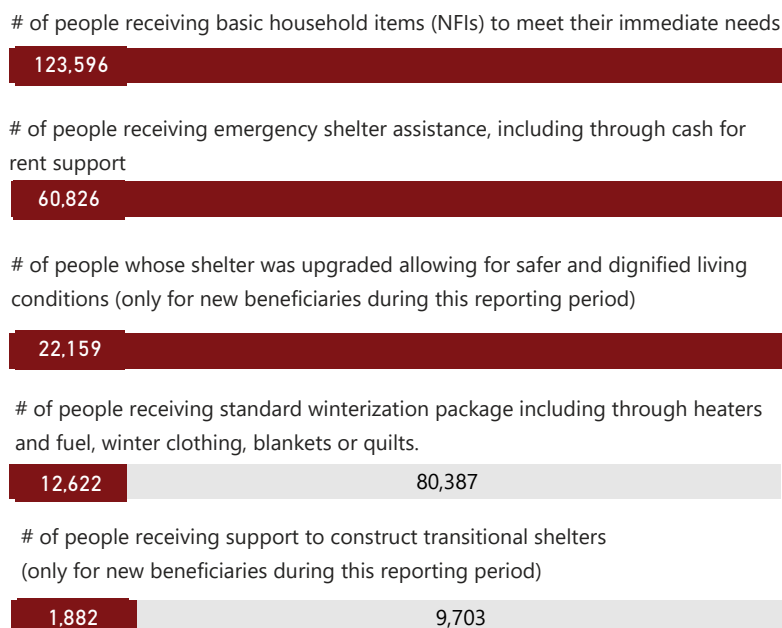 # of people receiving basic household items (NFIs) to meet their immediate needs
123,596
# of people receiving emergency shelter assistance, including through cash for
rent support
60,826
# of people whose shelter was upgraded allowing for safer and dignified living
conditions (only for new beneficiaries during this reporting period)
22,159
# of people receiving standard winterization package including through heaters
and fuel, winter clothing, blankets or quilts.
12,622 80,387
# of people receiving support to construct transitional shelters
(only for new beneficiaries during this reporting period)
1,882 9,703